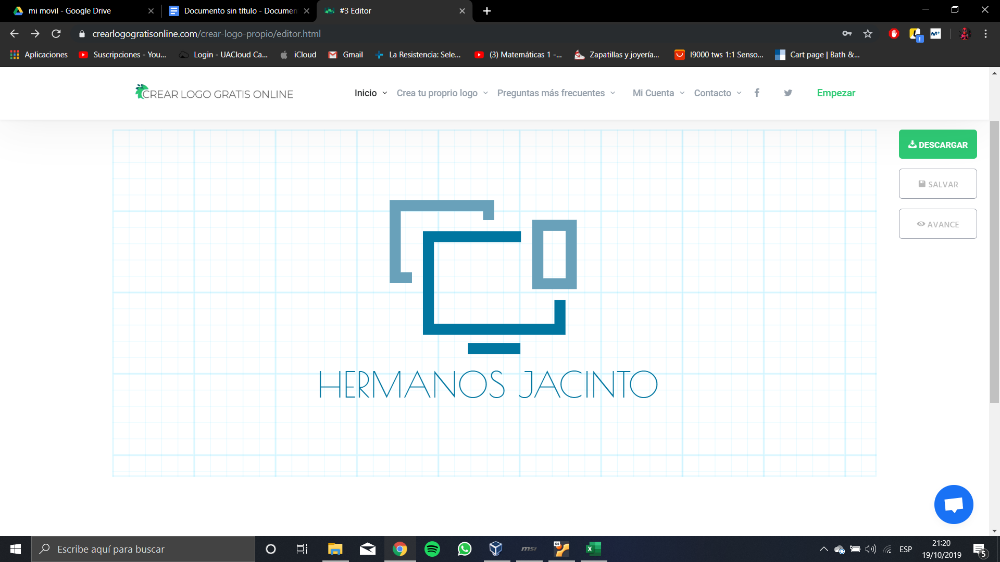 mi movil - Google Drive
Documento sin título - Documen
#3 Editor
crearlogogratisonline.com/crear-logo-propio/editor.html
Aplicaciones
Suscripciones - You...
Login - UACloud Ca...
iCloud
Gmail
La Resistencia: Sele...
(3) Matemáticas 1 -...
Zapatillas y joyería...
I9000 tws 1:1 Senso...
Cart page | Bath &...
CREAR LOGO GRATIS ONLINE
Inicio
Crea tu proprio logo
Preguntas más frecuentes
Mi Cuenta
Contacto
Empezar
DESCARGAR
SALVAR
AVANCE
HERMANOS JACINTO
Escribe aquí para buscar
msi
64
ESP
21:20
19/10/2019
5